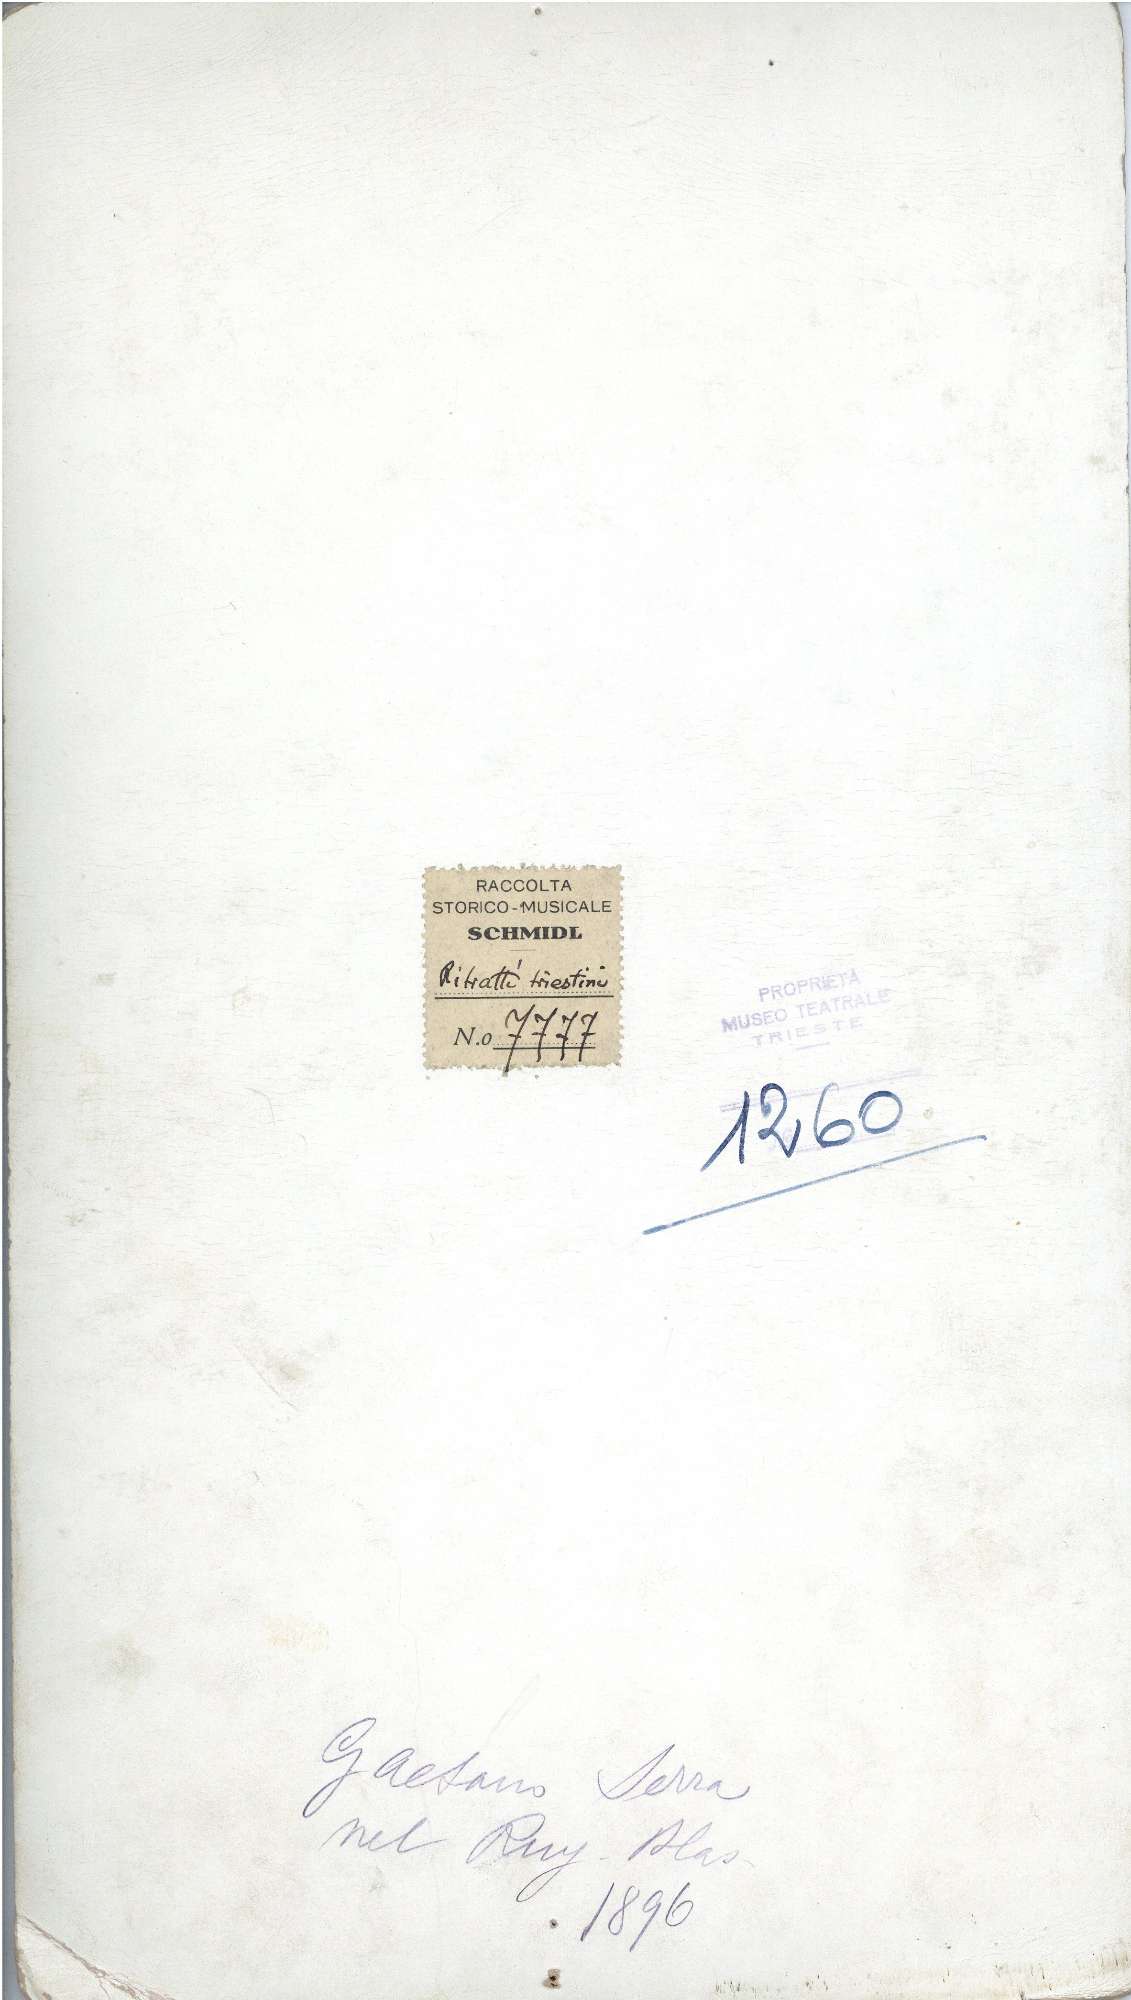 RACCOLTA
STORICO-MUSICALE
SCHMIDL
Ritratti triestini
N.o 7777
PROPRIETÀ
MUSEO TEATRALE
TRIESTE
1260
Gaetano Serra
nel Ruy-Blas
1896